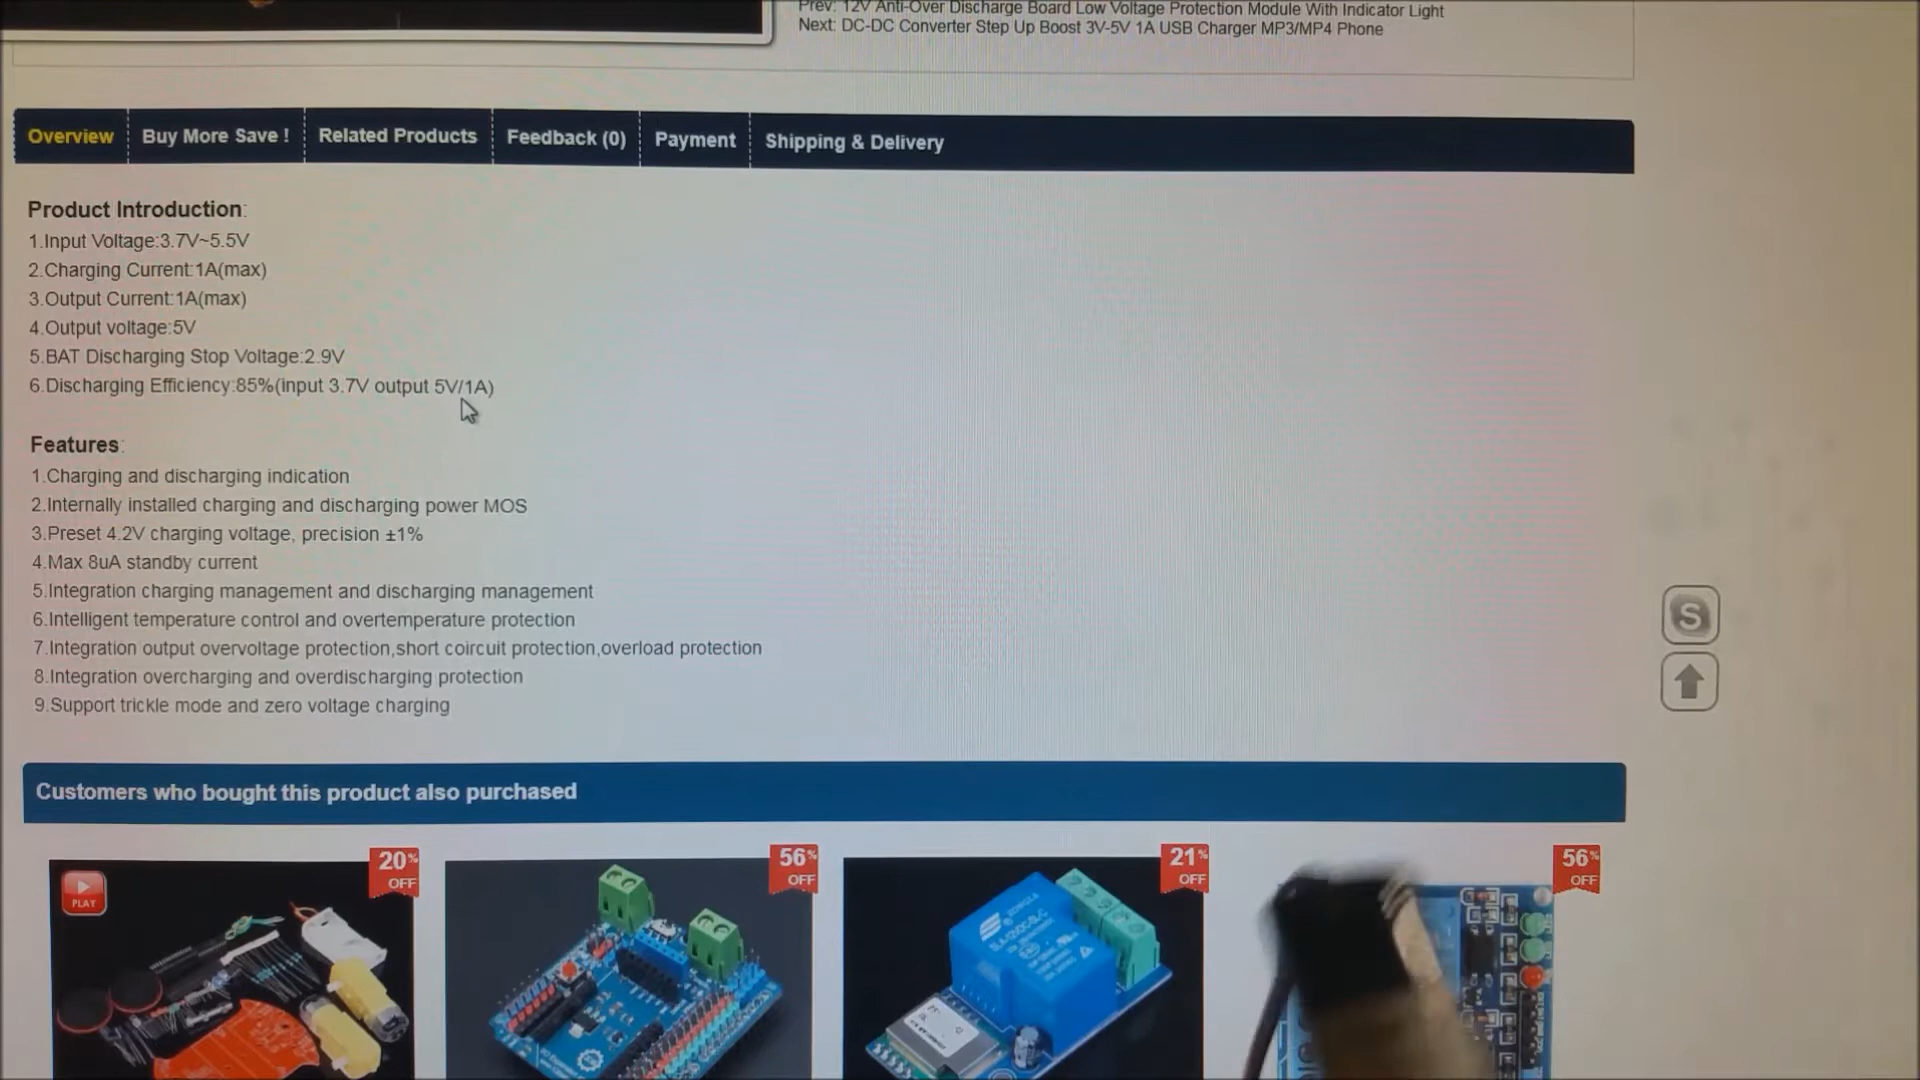 Prev: 12V Anti-Over Discharge Board Low Voltage Protection Module With Indicator Light
Next: DC-DC Converter Step Up Boost 3V-5V 1A USB Charger MP3/MP4 Phone
Overview Buy More Save ! Related Products Feedback (0) Payment Shipping & Delivery
Product Introduction:
1.Input Voltage:3.7V~5.5V
2.Charging Current:1A(max)
3.Output Current:1A(max)
4.Output voltage:5V
5.BAT Discharging Stop Voltage:2.9V
6.Discharging Efficiency:85%(input 3.7V output 5V/1A)
Features:
1.Charging and discharging indication
2.Internally installed charging and discharging power MOS
3.Preset 4.2V charging voltage, precision ±1%
4.Max 8uA standby current
5.Integration charging management and discharging management
6.Intelligent temperature control and overtemperature protection
7.Integration output overvoltage protection,short coircuit protection,overload protection
8.Integration overcharging and overdischarging protection
9.Support trickle mode and zero voltage charging
S
Customers who bought this product also purchased
20% OFF
56% OFF
21% OFF
56% OFF
PLAY